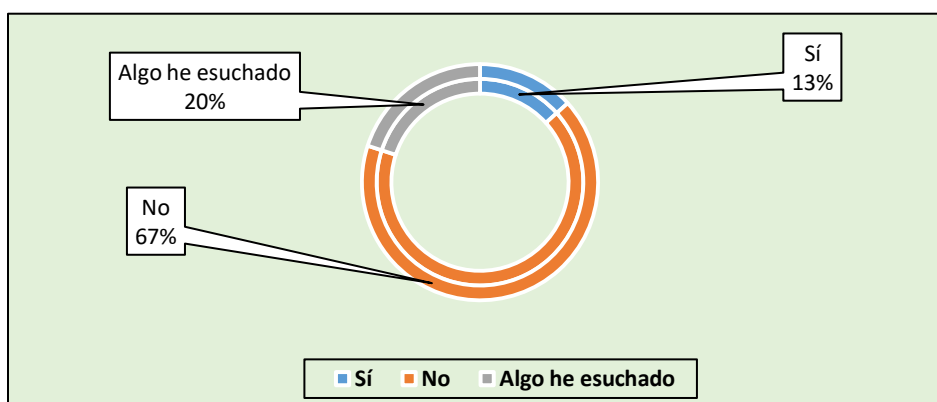 Sí
13%
Algo he esuchado
20%
No
67%
Sí No Algo he esuchado